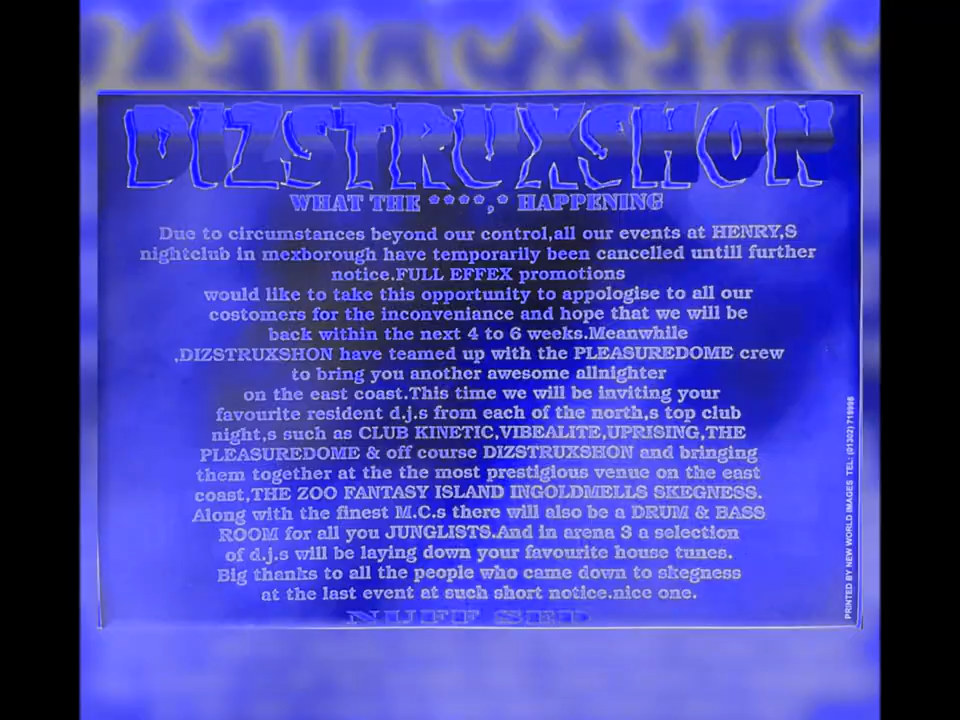 DIZSTRUXSHON
WHAT THE ****,* HAPPENING
Due to circumstances beyond our control,all our events at HENRY,S
nightclub in mexborough have temporarily been cancelled untill further
notice.FULL EFFEX promotions
would like to take this opportunity to appologise to all our
costomers for the inconveniance and hope that we will be
back within the next 4 to 6 weeks.Meanwhile
,DIZSTRUXSHON have teamed up with the PLEASUREDOME crew
to bring you another awesome allnighter
on the east coast.This time we will be inviting your
favourite resident d.j.s from each of the north,s top club
night,s such as CLUB KINETIC,VIBEALITE,UPRISING,THE
PLEASUREDOME & off course DIZSTRUXSHON and bringing
them together at the the most prestigious venue on the east
coast,THE ZOO FANTASY ISLAND INGOLDMELLS SKEGNESS.
Along with the finest M.C.s there will also be a DRUM & BASS
ROOM for all you JUNGLISTS.And in arena 3 a selection
of d.j.s will be laying down your favourite house tunes.
Big thanks to all the people who came down to skegness
at the last event at such short notice.nice one.
NUFF SED
PRINTED BY NEW WORLD IMAGES TEL: (01302) 719998